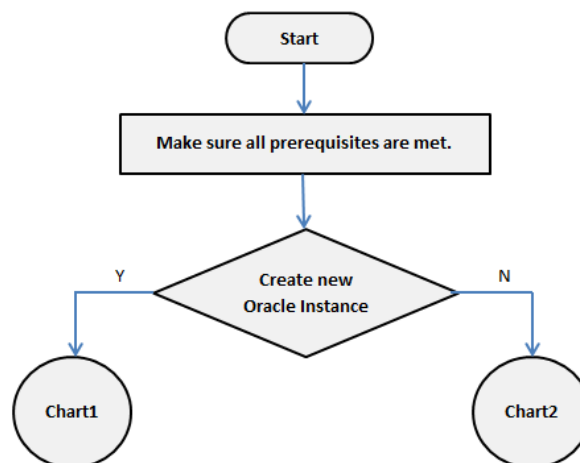 Start
Make sure all prerequisites are met.
Create new
Oracle Instance
Y
N
Chart1
Chart2